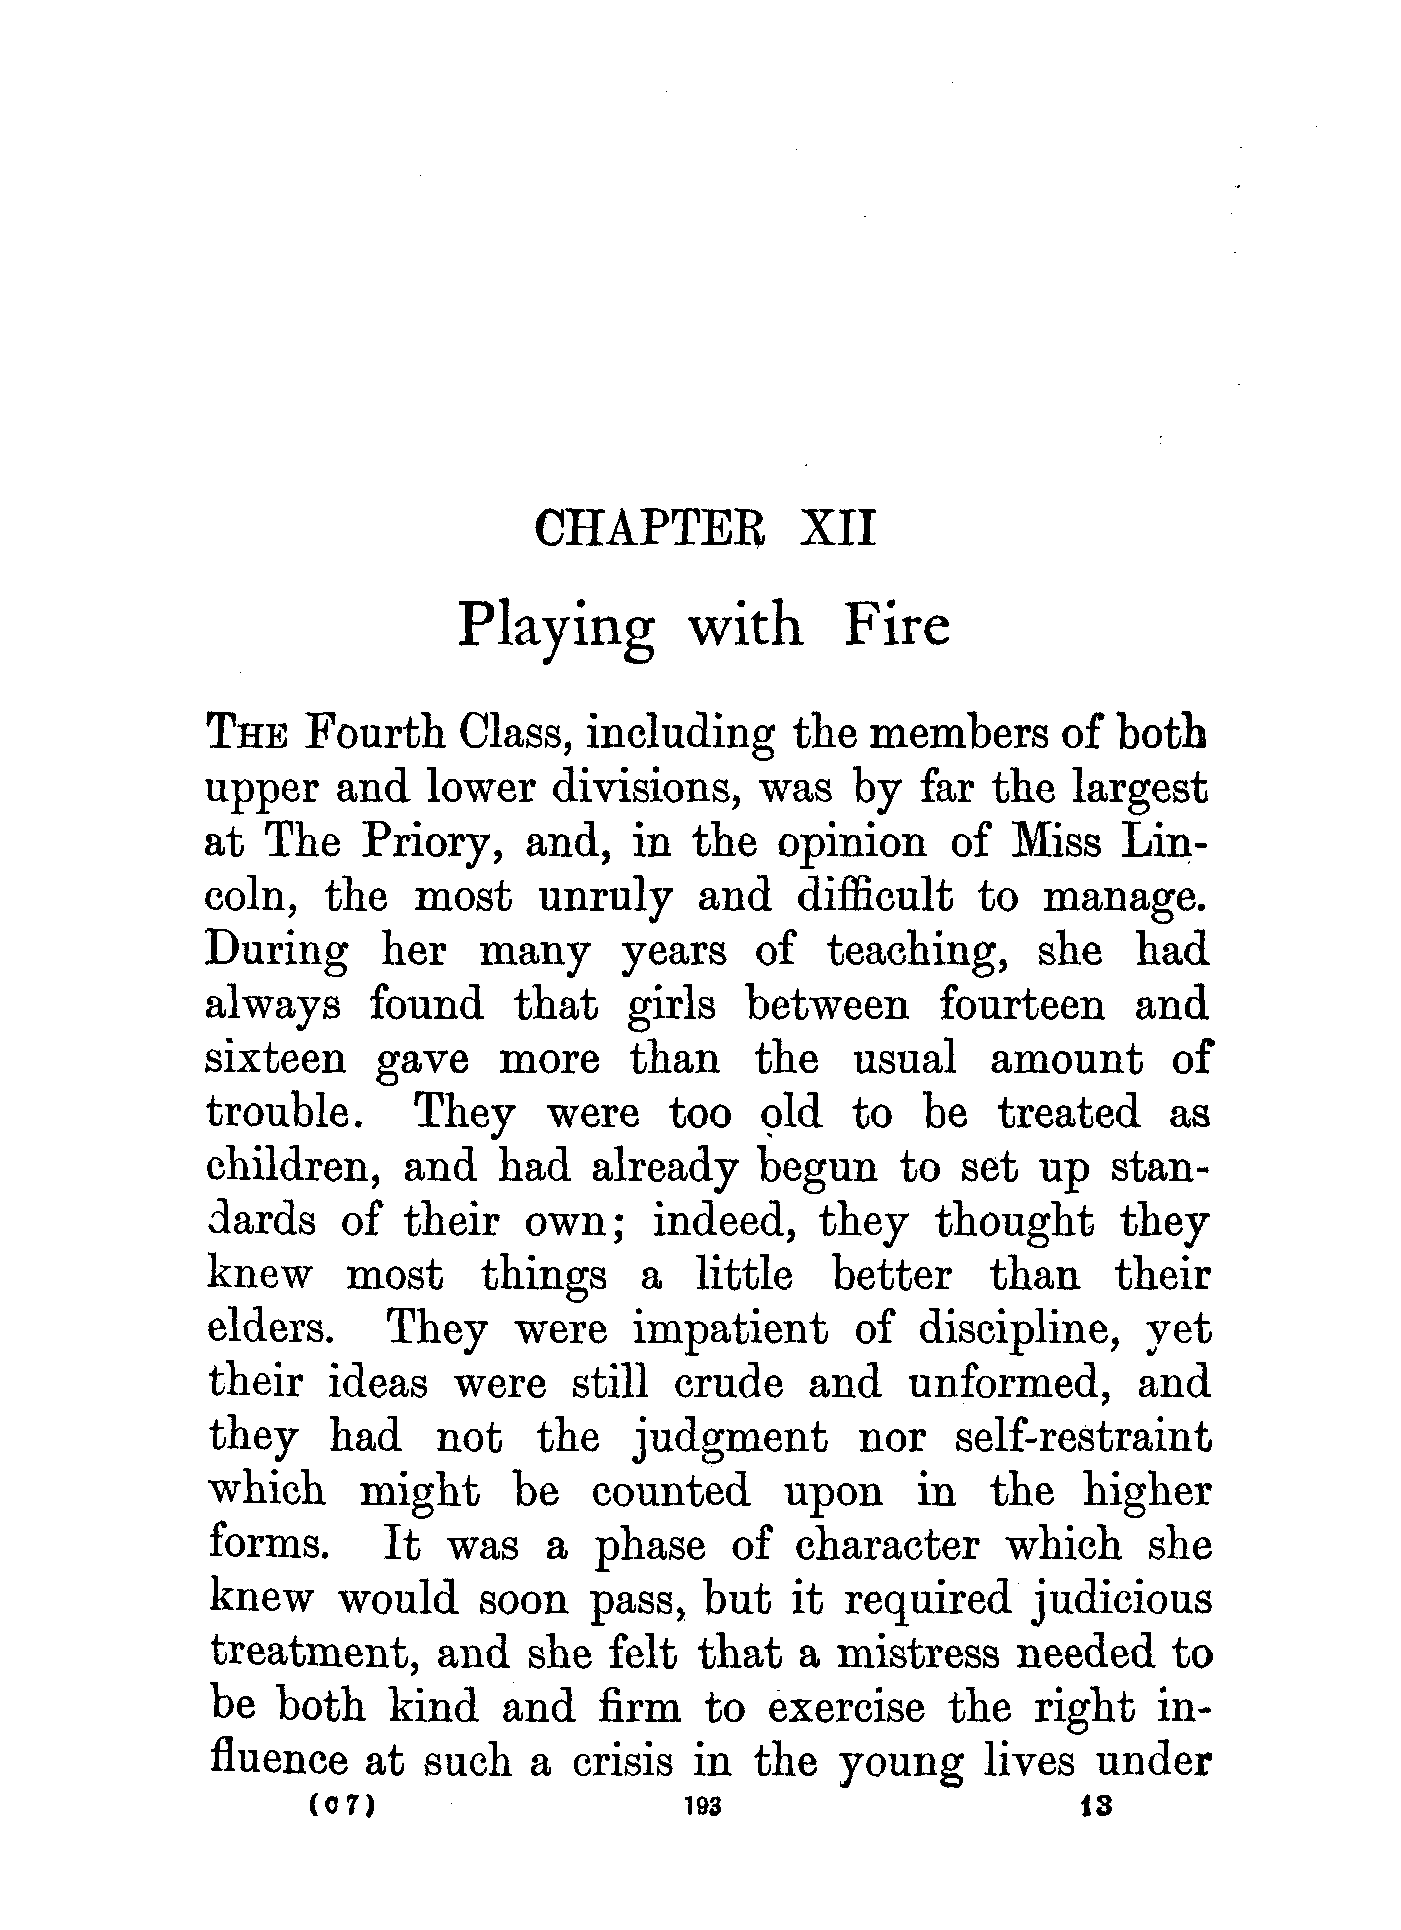 CHAPTER XII
Playing with Fire
THE Fourth Class, including the members of both
upper and lower divisions, was by far the largest
at The Priory, and, in the opinion of Miss Lin-
coln, the most unruly and difficult to manage.
During her many years of teaching, she had
always found that girls between fourteen and
sixteen gave more than the usual amount of
trouble. They were too old to be treated as
children, and had already begun to set up stan-
dards of their own; indeed, they thought they
knew most things a little better than their
elders. They were impatient of discipline, yet
their ideas were still crude and unformed, and
they had not the judgment nor self-restraint
which might be counted upon in the higher
forms. It was a phase of character which she
knew would soon pass, but it required judicious
treatment, and she felt that a mistress needed to
be both kind and firm to exercise the right in-
fluence at such a crisis in the young lives under
(C 7) 193 13